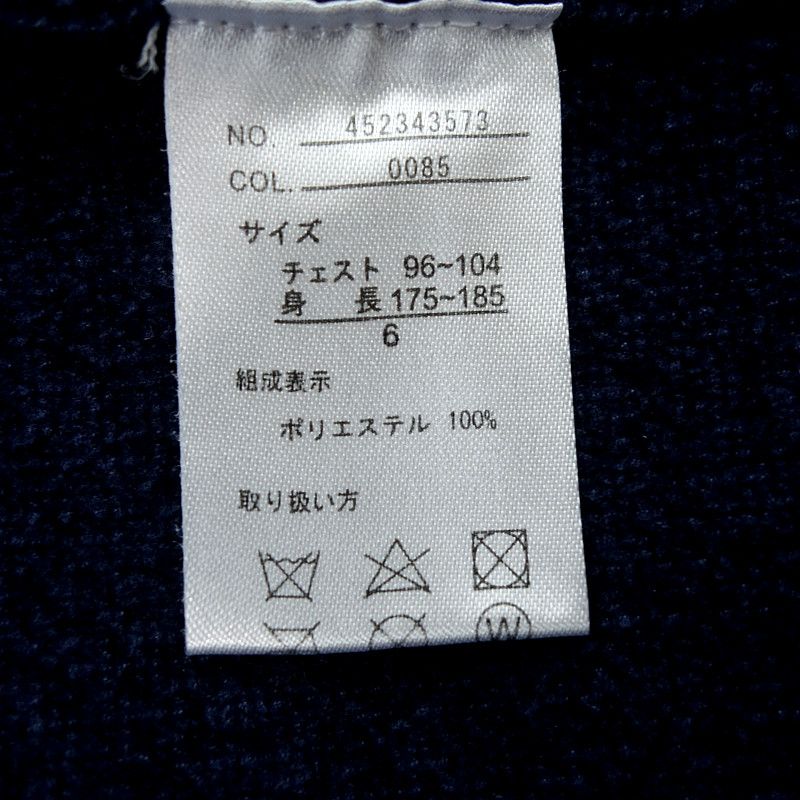 NO. 452343573
COL. 0085
サイズ
チェスト 96~104
身 長 175~185
6
組成表示
ポリエステル 100%
取り扱い方
W